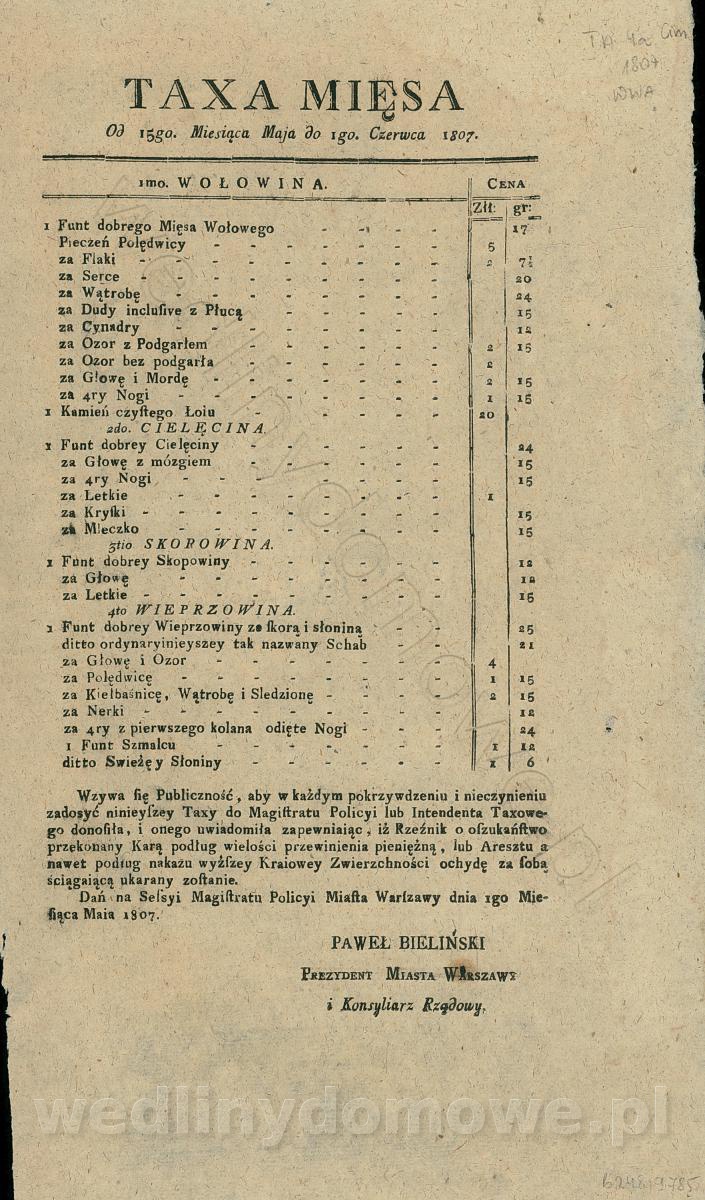 TKI 4a Cim
1807
WWA
TAXA MIĘSA
Od 15go. Miesiąca Maja do 1go. Czerwca 1807.
1mo. WOŁOWINA. CENA
Złt: gr:
1 Funt dobrego Mięsa Wołowego - - - - 17
Pieczeń Polędwicy - - - - - - - 5
za Flaki - - - - - - - - - 2 7½
za Serce - - - - - - - - - 20
za Wątrobę - - - - - - - - 24
za Dudy inclusive z Płucą - - - - - 15
za Cynadry - - - - - - - - 12
za Ozor z Podgarłem - - - - - - 2 15
za Ozor bez podgarła - - - - - - 2
za Głowę i Mordę - - - - - - - 2 15
za 4ry Nogi - - - - - - - - 1 15
1 Kamień czyſtego Łoiu - - - - - 20
2do. CIELĘCINA.
1 Funt dobrey Cielęciny - - - - - - 24
za Głowę z mózgiem - - - - - - 15
za 4ry Nogi - - - - - - - - 15
za Letkie - - - - - - - - 1
za Kryſki - - - - - - - - - 15
za Mleczko - - - - - - - - 15
3tio SKOPOWINA.
1 Funt dobrey Skopowiny - - - - - - 12
za Głowę - - - - - - - - 12
za Letkie - - - - - - - - - 15
4to WIEPRZOWINA.
1 Funt dobrey Wieprzowiny ze ſkorą i słoniną - - 25
ditto ordynaryinieyszey tak nazwany Schab - - 21
za Głowę i Ozor - - - - - - - 4
za Polędwicę - - - - - - - - 1 15
za Kiełbaśnicę, Wątrobę i Sledzionę - - - - 2 15
za Nerki - - - - - - - - - 12
za 4ry z pierwszego kolana odięte Nogi - - - 24
1 Funt Szmalcu - - - - - - - 1 12
ditto Swieżęy Słoniny - - - - - - 1 6
Wzywa ſię Publiczność, aby w każdym pokrzywdzeniu i nieczynieniu
zadosyć ninieyſzey Taxy do Magiſtratu Policyi lub Intendenta Taxowe-
go donoſiła, i onego uwiadomiła zapewniaiąc, iż Rzeźnik o oſzukańſtwo
przękonany Karą podług wielości przewinienia pieniężną, lub Aresztu a
nawet podług nakażu wyżſzey Kraiowey Zwierzchności ochydę za ſobą
ściągaiącą ukarany zoſtanie.
Dań na Seſsyi Magiſtratu Policyi Miaſta Warſzawy dnia 1go Mie-
ſiąca Maia 1807.
PAWEŁ BIELIŃSKI
PREZYDENT MIASTA WARSZAWY
i Konsyliarz Rządowy.
wedlinydomowe.pl
wedlinydomowe.pl